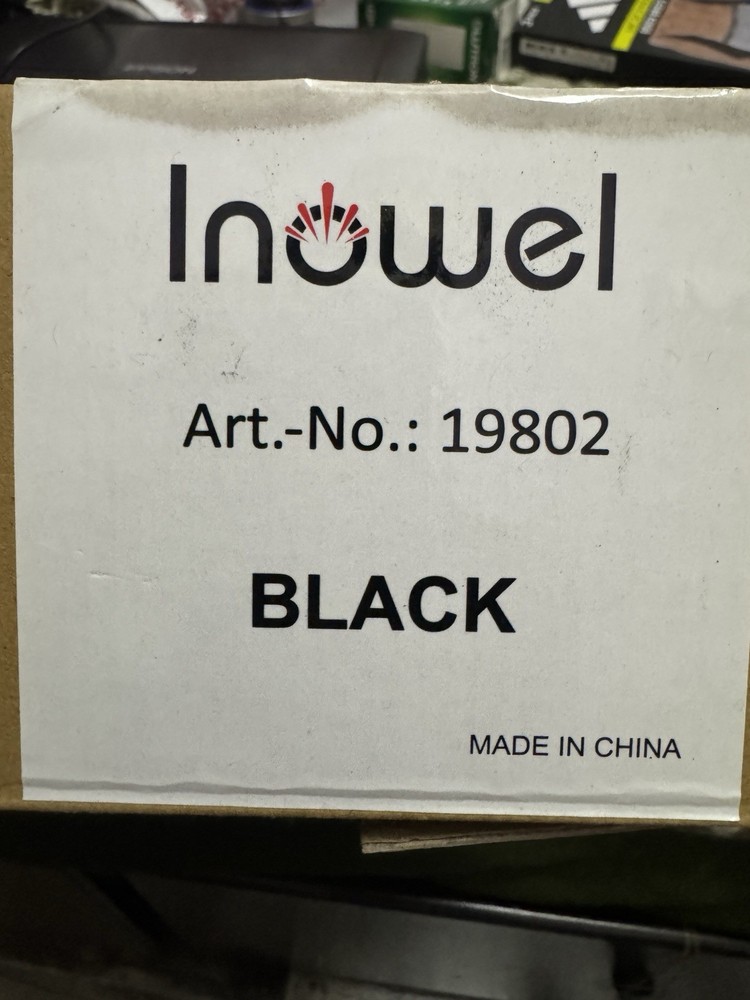 Inowel
Art.-No.: 19802
BLACK
MADE IN CHINA